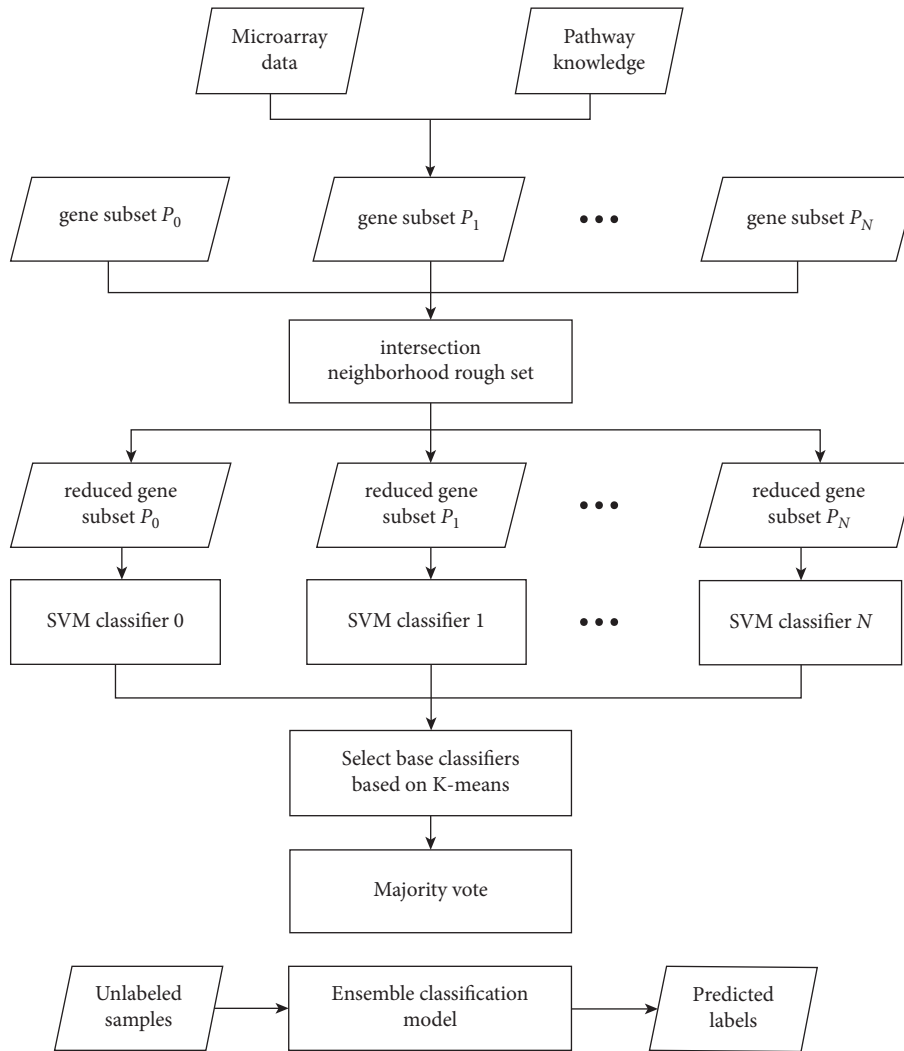 Microarray
data
Pathway
knowledge
gene subset P0
gene subset P1
gene subset PN
intersection
neighborhood rough set
reduced gene
subset P0
reduced gene
subset P1
reduced gene
subset PN
SVM classifier 0
SVM classifier 1
SVM classifier N
Select base classifiers
based on K-means
Majority vote
Unlabeled
samples
Ensemble classification
model
Predicted
labels